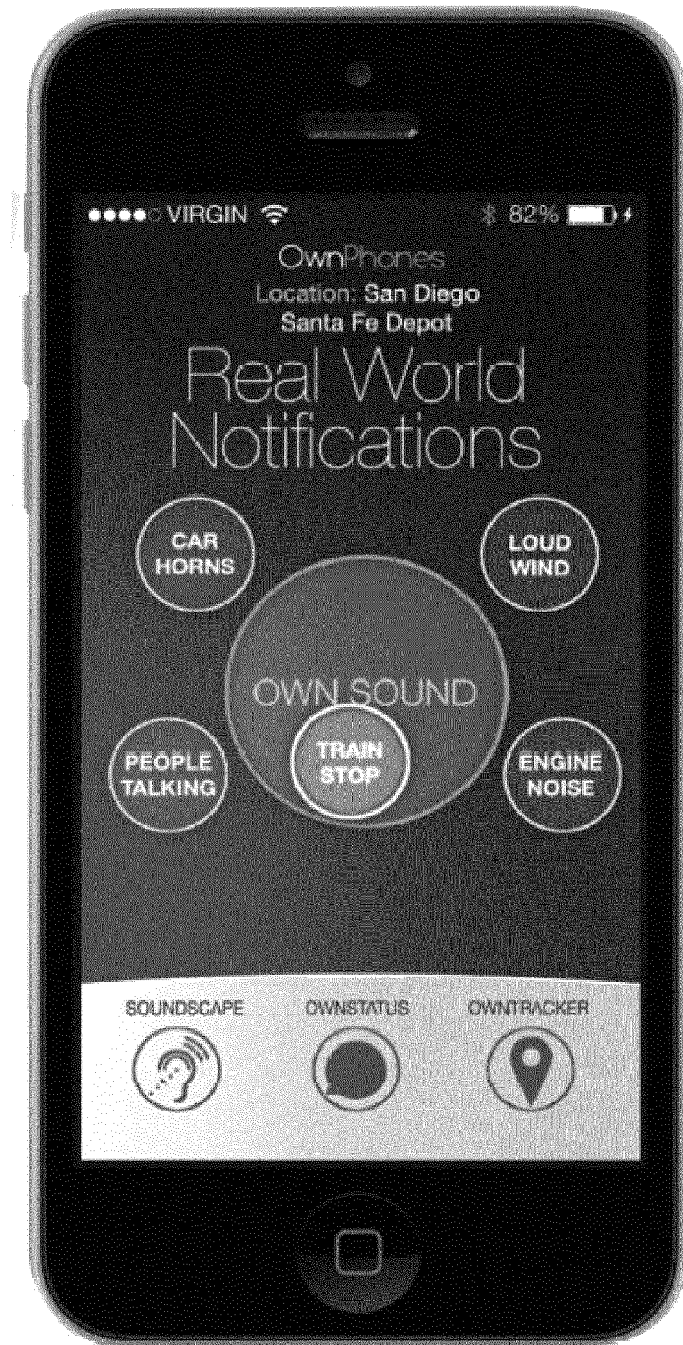 VIRGIN 82%
OwnPhones
Location: San Diego
Santa Fe Depot
Real World
Notifications
CAR
HORNS
LOUD
WIND
OWN SOUND
PEOPLE
TALKING
TRAIN
STOP
ENGINE
NOISE
SOUNDSCAPE OWNSTATUS OWNTRACKER